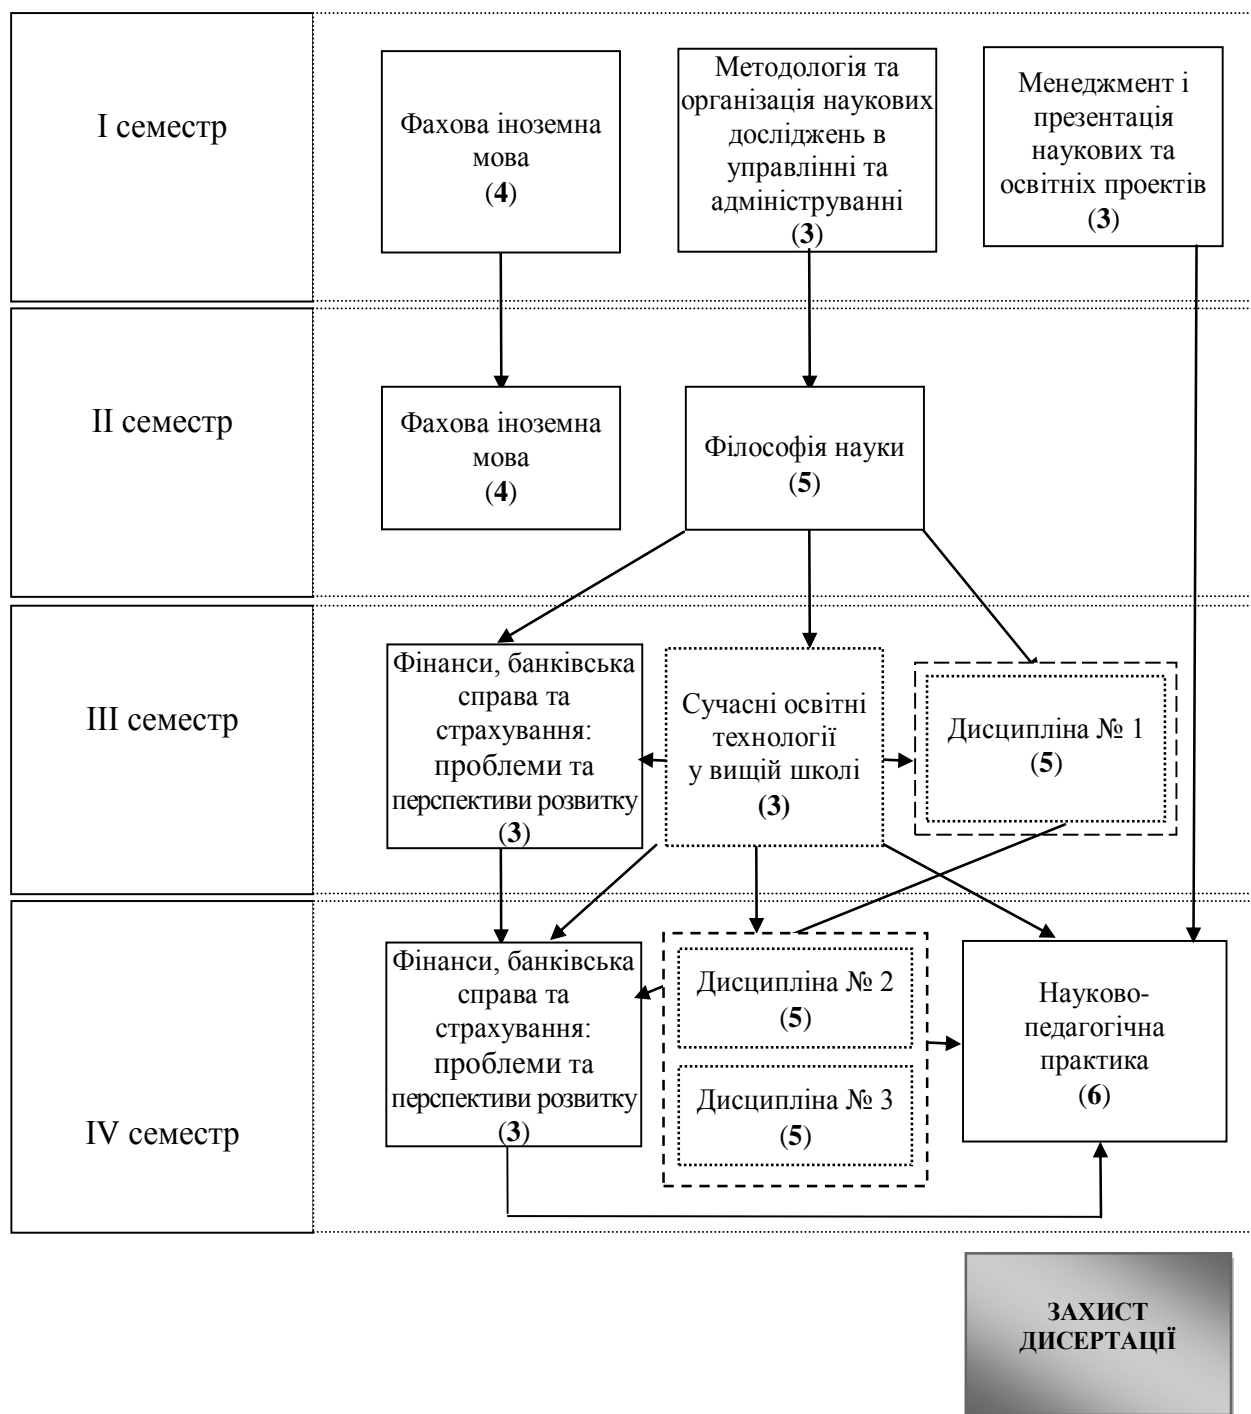 I семестр
Фахова іноземна
мова
(4)
Методологія та
організація наукових
досліджень в
управлінні та
адмініструванні
(3)
Менеджмент і
презентація
наукових та
освітніх проектів
(3)
II семестр
Фахова іноземна
мова
(4)
Філософія науки
(5)
III семестр
Фінанси, банківська
справа та
страхування:
проблеми та
перспективи розвитку
(3)
Сучасні освітні
технології
у вищій школі
(3)
Дисципліна № 1
(5)
IV семестр
Фінанси, банківська
справа та
страхування:
проблеми та
перспективи розвитку
(3)
Дисципліна № 2
(5)
Дисципліна № 3
(5)
Науково-
педагогічна
практика
(6)
ЗАХИСТ
ДИСЕРТАЦІЇ